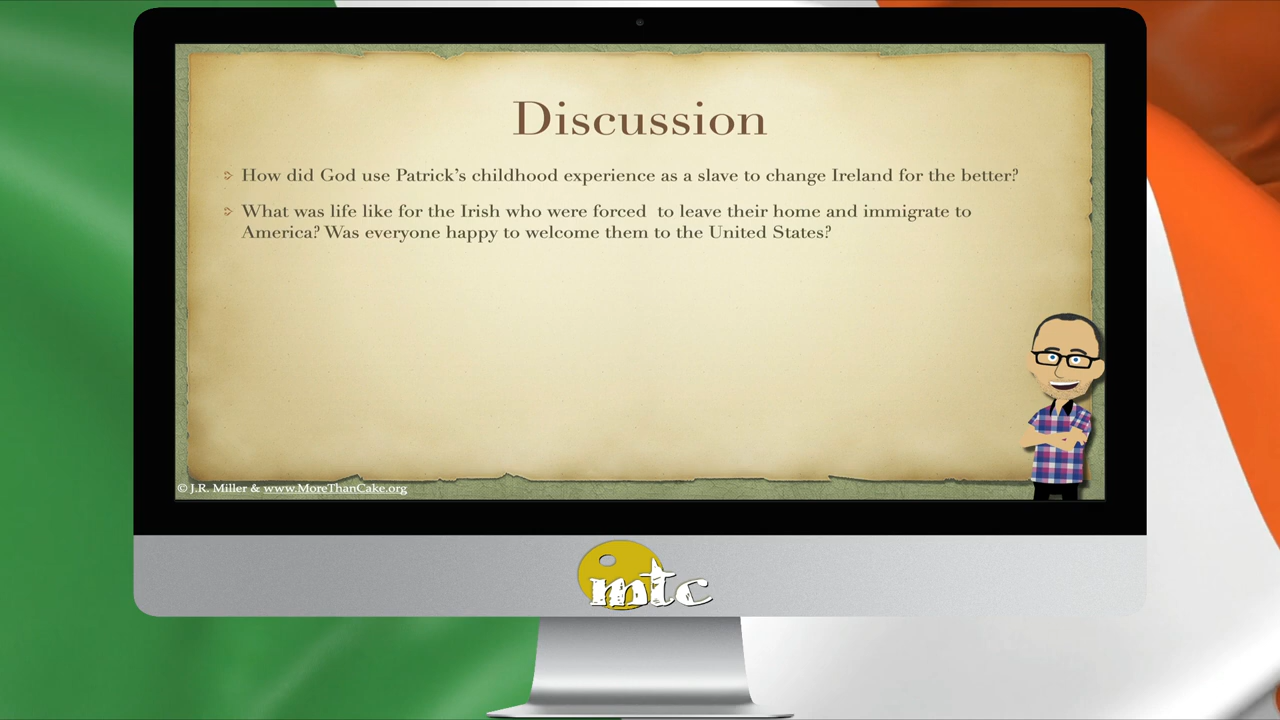 Discussion
How did God use Patrick's childhood experience as a slave to change Ireland for the better?
What was life like for the Irish who were forced  to leave their home and immigrate to
America? Was everyone happy to welcome them to the United States?
© J.R. Miller & www.MoreThanCake.org
mtc